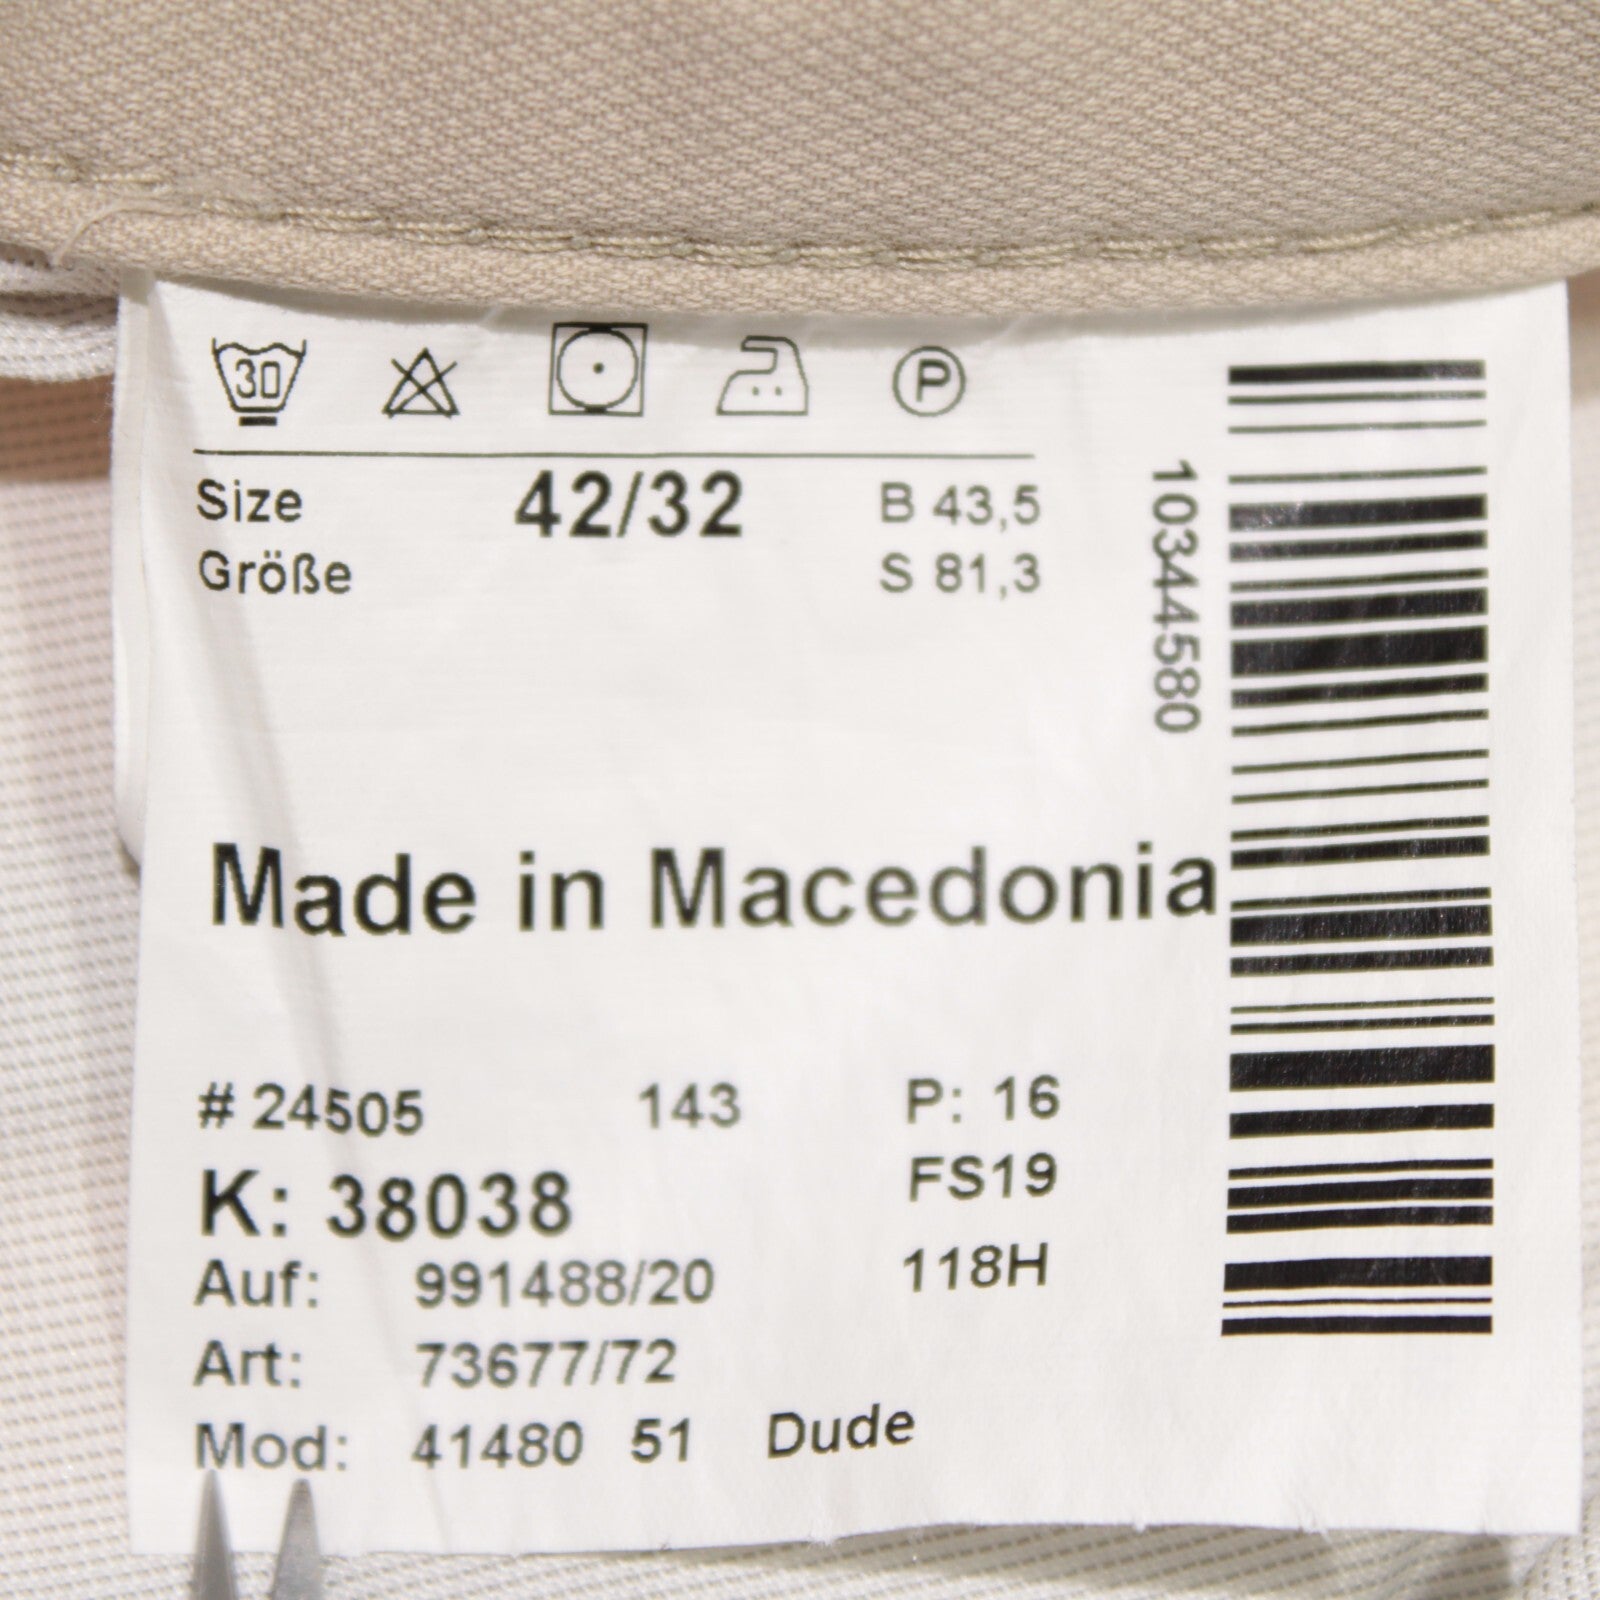 30 P
Size 42/32 B 43,5
Größe S 81,3
10344580
Made in Macedonia
# 24505 143 P: 16
K: 38038 FS19
Auf: 991488/20 118H
Art: 73677/72
Mod: 41480 51 Dude